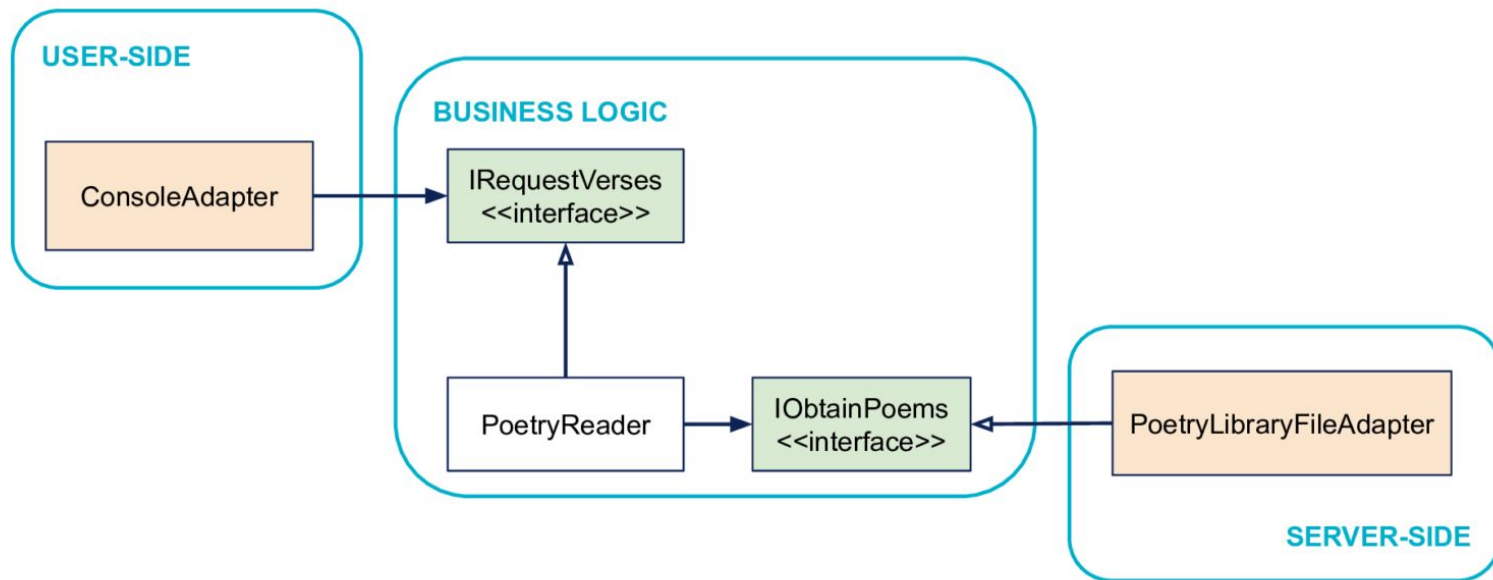 USER-SIDE
ConsoleAdapter
BUSINESS LOGIC
IRequestVerses
<<interface>>
PoetryReader
IObtainPoems
<<interface>>
PoetryLibraryFileAdapter
SERVER-SIDE